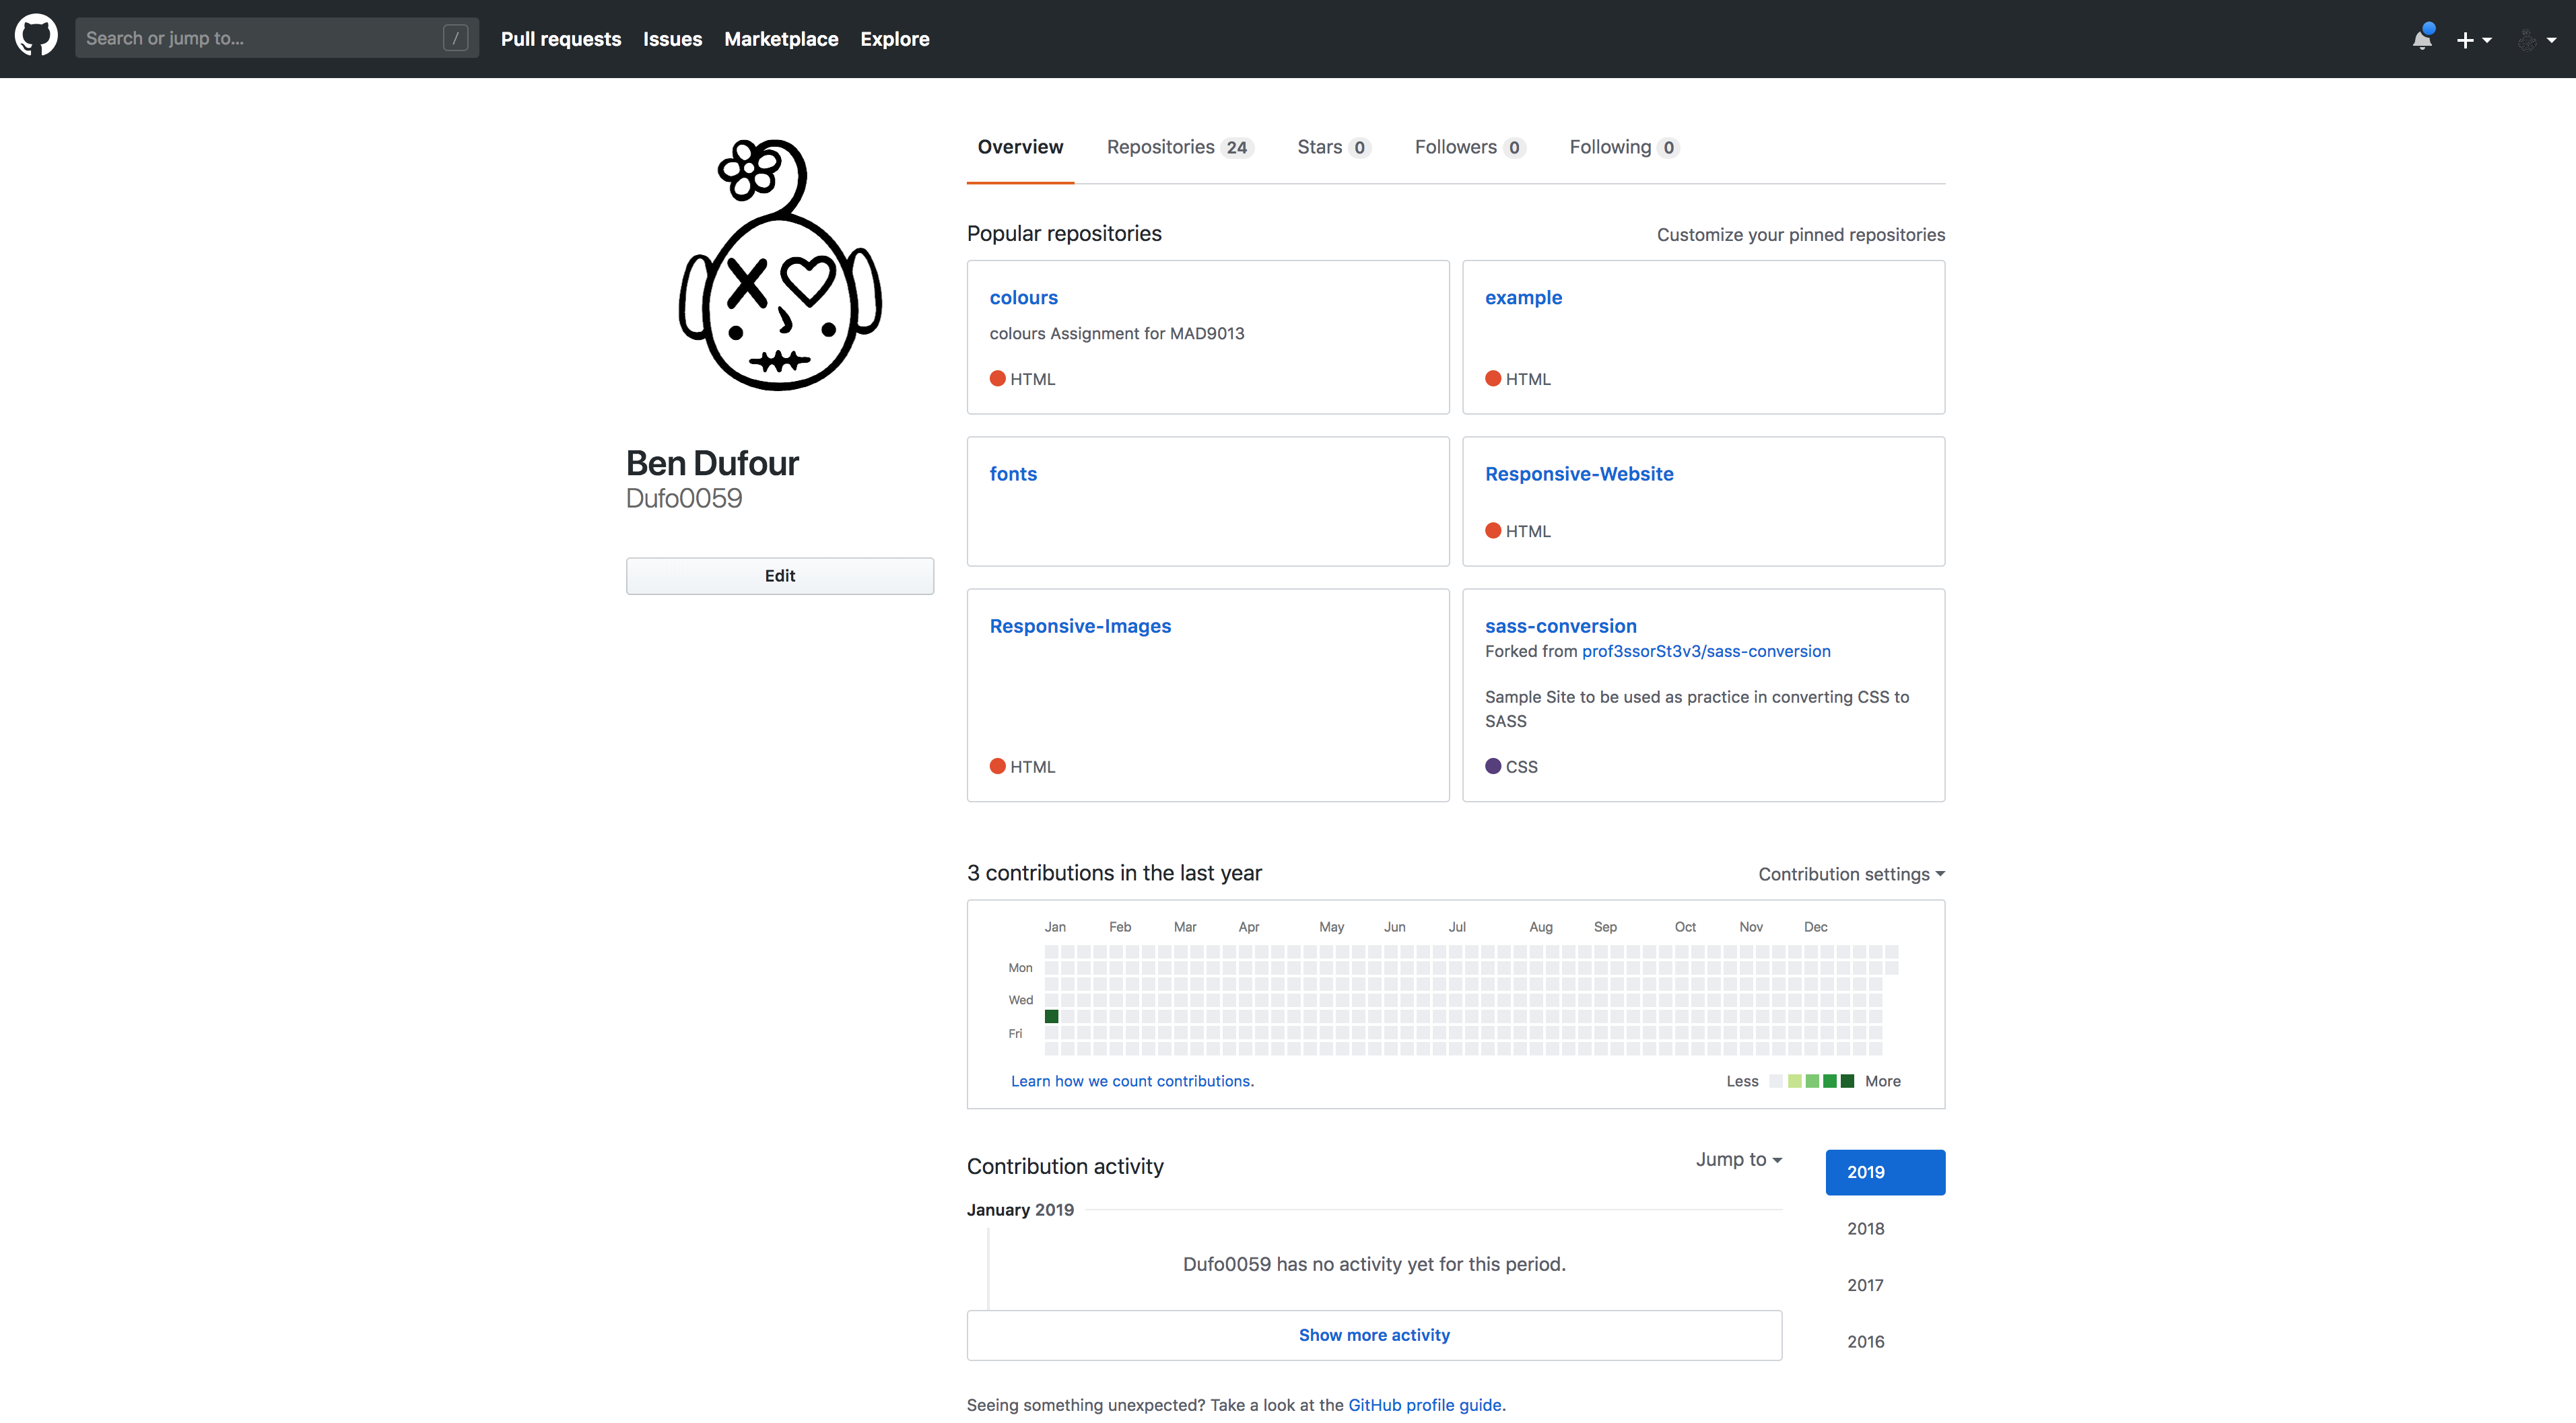 Search or jump to... /
Pull requests Issues Marketplace Explore
Ben Dufour
Dufo0059
Edit
Overview Repositories 24 Stars 0 Followers 0 Following 0
Popular repositories Customize your pinned repositories
colours
colours Assignment for MAD9013
HTML
example
HTML
fonts
Responsive-Website
HTML
Responsive-Images
HTML
sass-conversion
Forked from prof3ssorSt3v3/sass-conversion
Sample Site to be used as practice in converting CSS to
SASS
CSS
3 contributions in the last year Contribution settings
Jan Feb Mar Apr May Jun Jul Aug Sep Oct Nov Dec
Mon
Wed
Fri
Learn how we count contributions. Less More
Contribution activity Jump to
January 2019
Dufo0059 has no activity yet for this period.
Show more activity
2019
2018
2017
2016
Seeing something unexpected? Take a look at the GitHub profile guide.